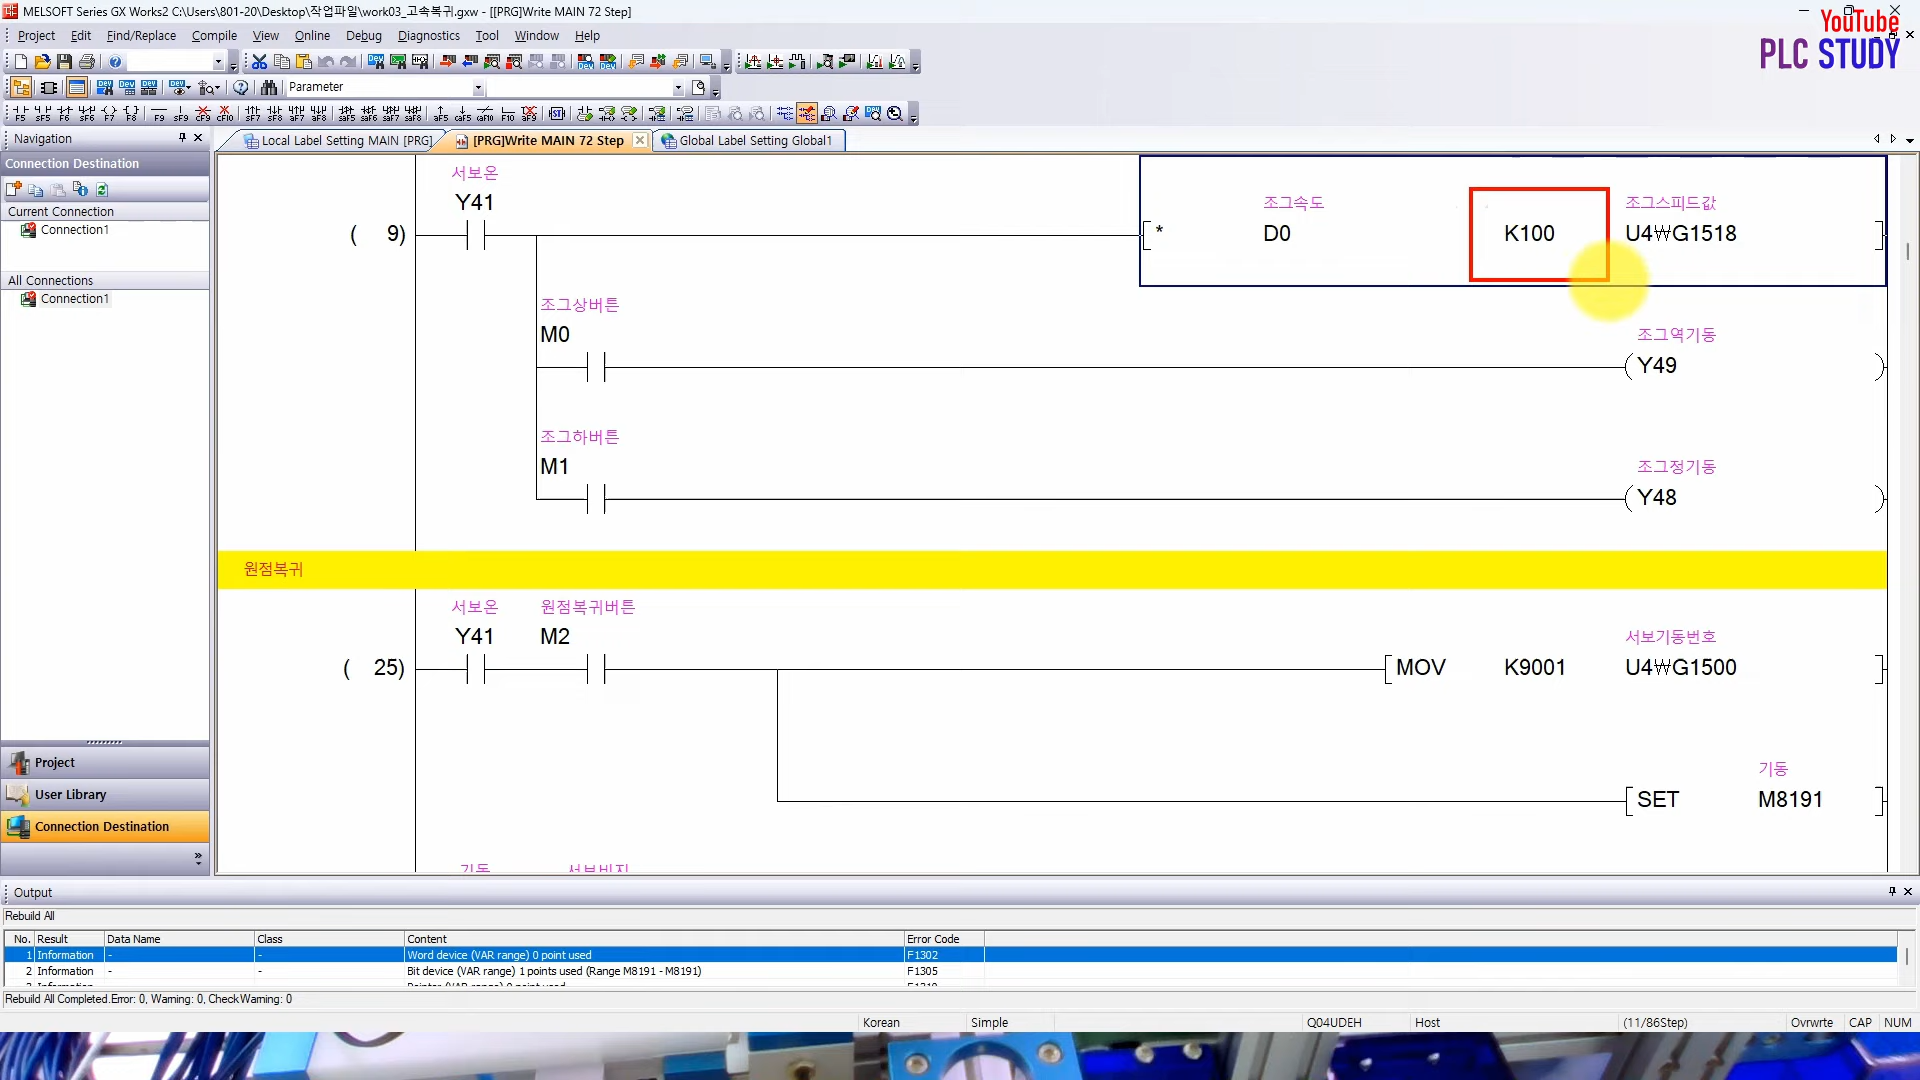 MELSOFT Series GX Works2 C:\Users\801-20\Desktop\작업파일\work03_고속복귀.gxw - [[PRG]Write MAIN 72 Step]
YouTube
PLC STUDY
Project Edit Find/Replace Compile View Online Debug Diagnostics Tool Window Help
Parameter
Navigation
Local Label Setting MAIN [PRG] [PRG]Write MAIN 72 Step Global Label Setting Global1
Connection Destination
Current Connection
Connection1
All Connections
Connection1
서보온
Y41
( 9)
조그속도 조그스피드값
* D0 K100 U4₩G1518
조그상버튼
M0
조그역기동
Y49
조그하버튼
M1
조그정기동
Y48
원점복귀
서보온 원점복귀버튼
Y41 M2
( 25)
서보기동번호
MOV K9001 U4₩G1500
기동
SET M8191
Project
User Library
Connection Destination
Output
Rebuild All
No. Result Data Name Class Content Error Code
1 Information - - Word device (VAR range) 0 point used F1302
2 Information - - Bit device (VAR range) 1 points used (Range M8191 - M8191) F1305
Rebuild All Completed.Error: 0, Warning: 0, CheckWarning: 0
Korean Simple Q04UDEH Host (11/86Step) Ovrwrte CAP NUM